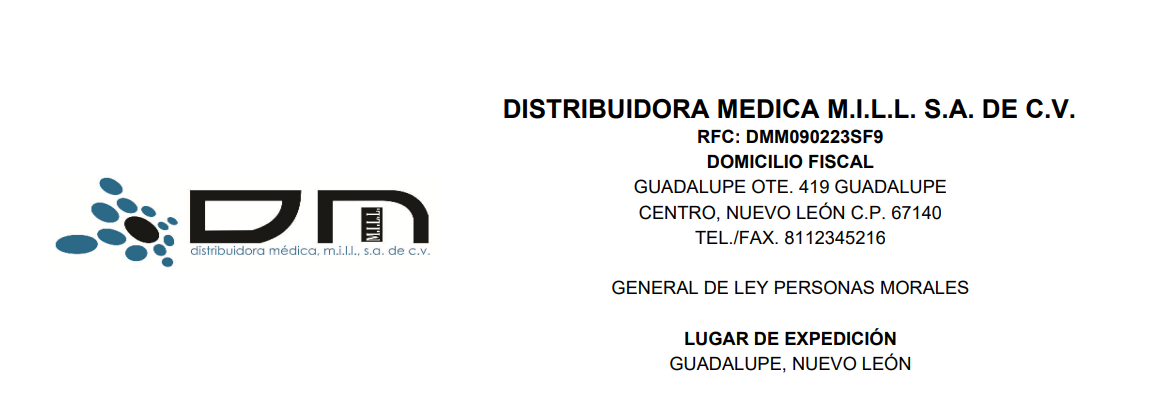 DISTRIBUIDORA MEDICA M.I.L.L. S.A. DE C.V.
RFC: DMM090223SF9
DOMICILIO FISCAL
GUADALUPE OTE. 419 GUADALUPE
CENTRO, NUEVO LEÓN C.P. 67140
TEL./FAX. 8112345216
GENERAL DE LEY PERSONAS MORALES
LUGAR DE EXPEDICIÓN
GUADALUPE, NUEVO LEÓN
DM
M.I.L.L.
distribuidora médica, m.i.l.l., s.a. de c.v.